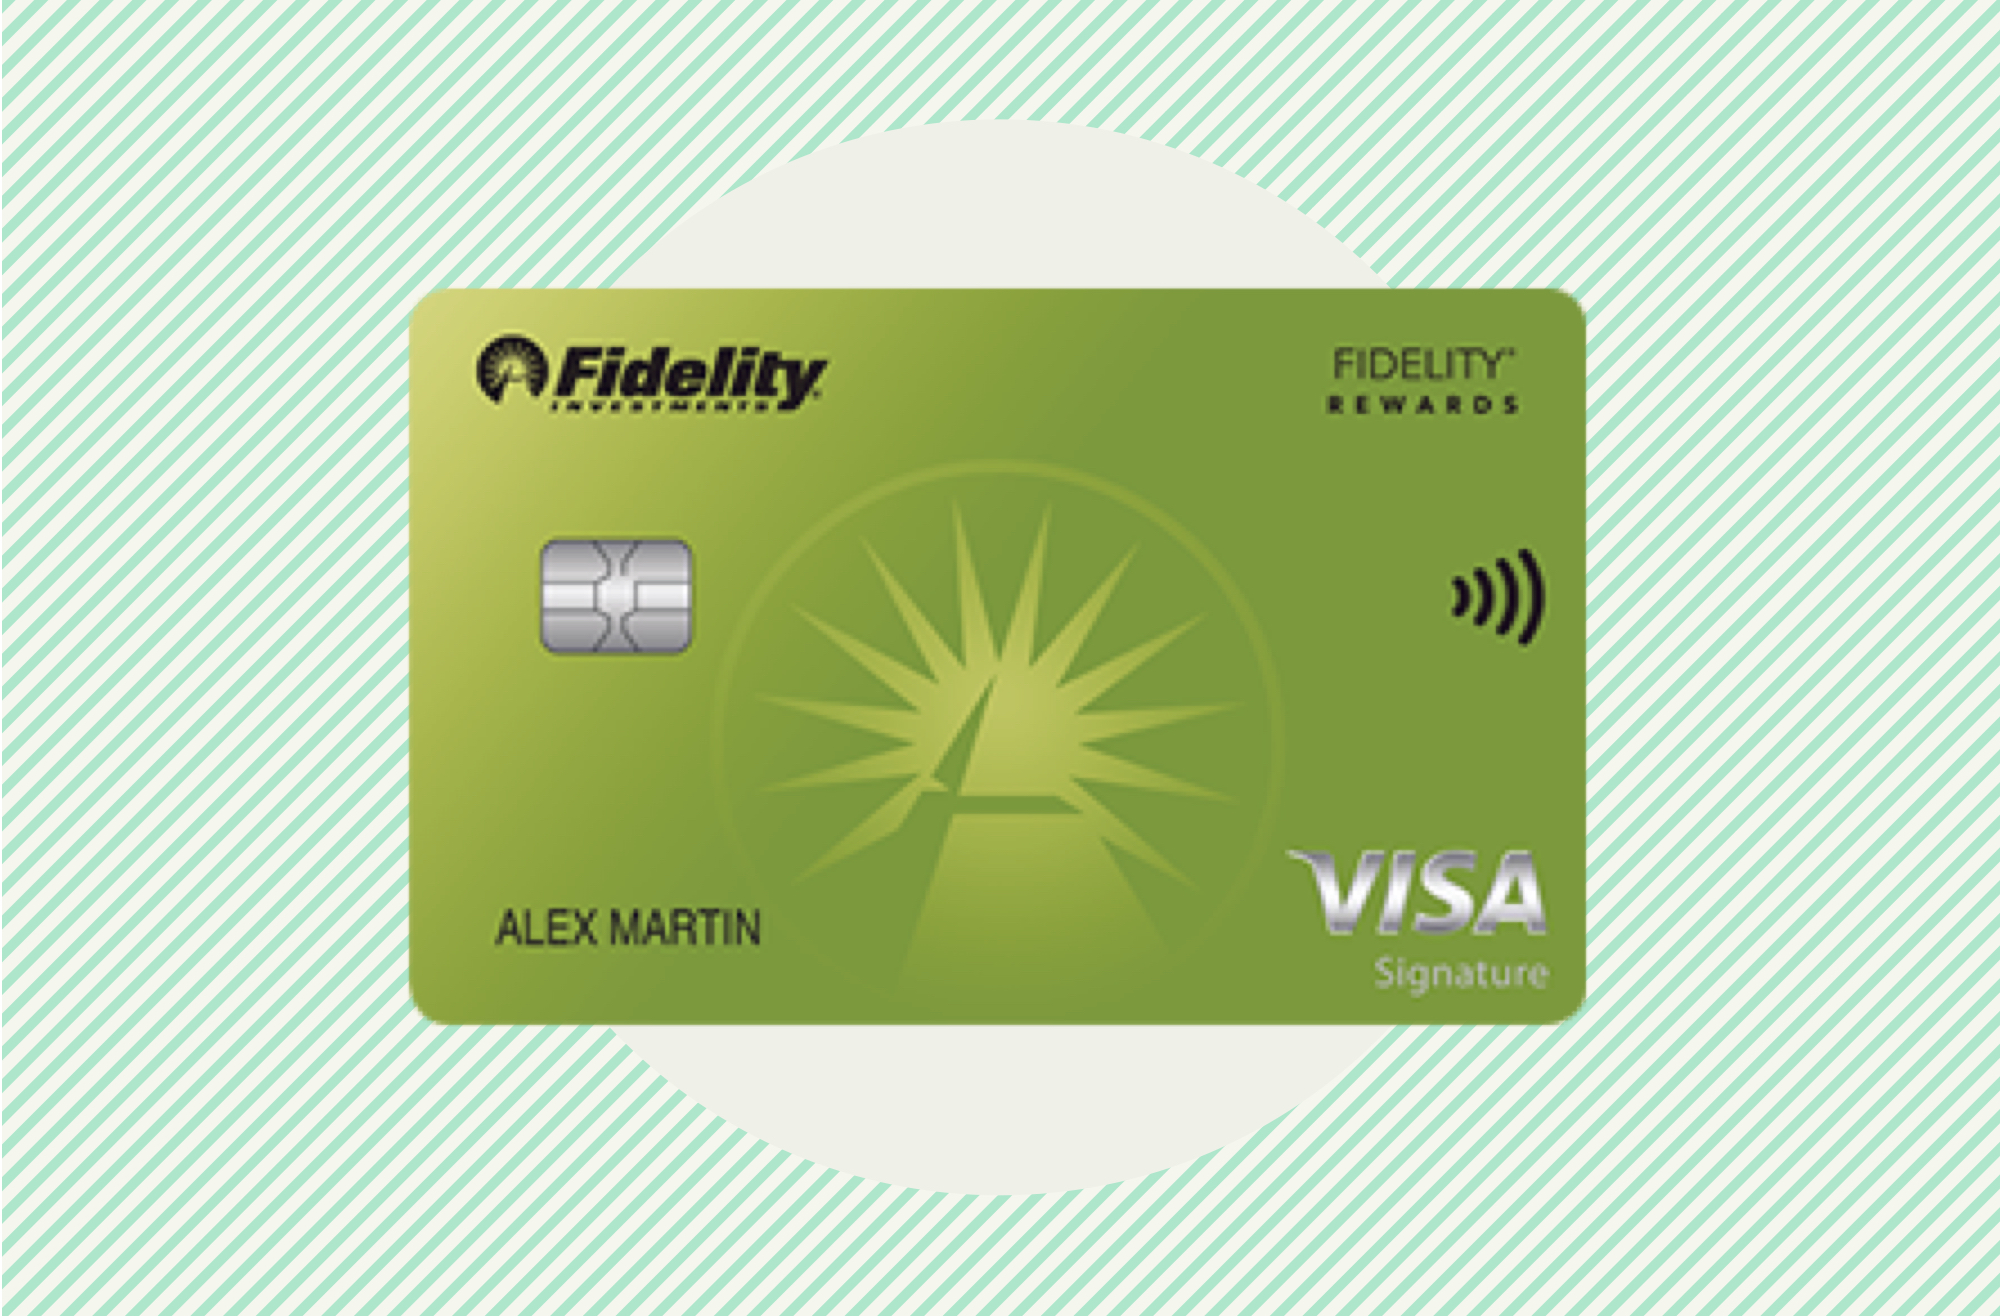 Fidelity
INVESTMENTS
FIDELITY
REWARDS
ALEX MARTIN
VISA
Signature